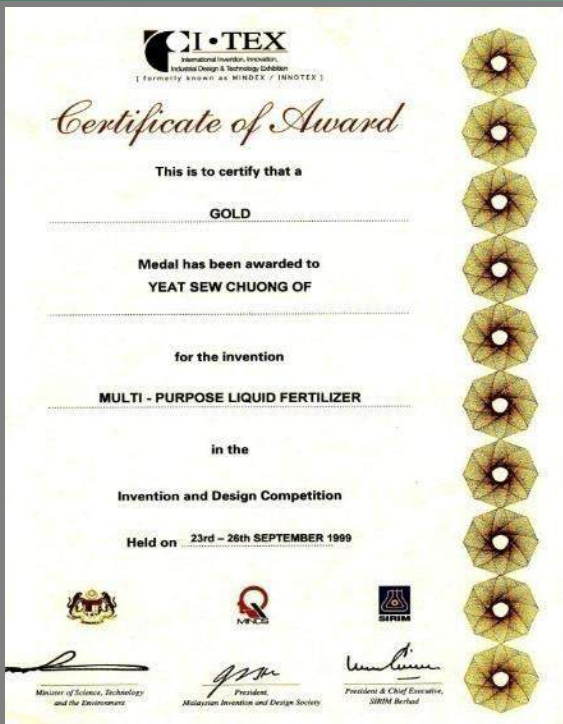 I•TEX
International Invention, Innovation,
Industrial Design & Technology Exhibition
[ formerly known as MINDEX / INNOTEX ]
Certificate of Award
This is to certify that a
GOLD
Medal has been awarded to
YEAT SEW CHUONG OF
for the invention
MULTI - PURPOSE LIQUID FERTILIZER
in the
Invention and Design Competition
Held on 23rd – 26th SEPTEMBER 1999
MINDS
SIRIM
Minister of Science, Technology
and the Environment
President,
Malaysian Invention and Design Society
President & Chief Executive,
SIRIM Berhad